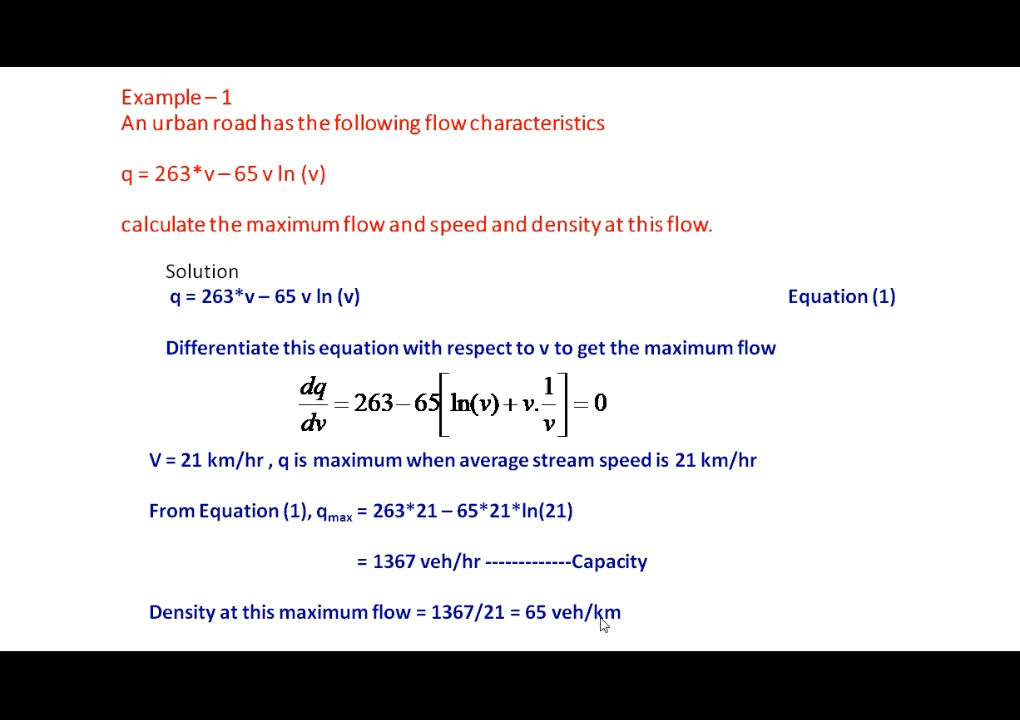 Example – 1
An urban road has the following flow characteristics
q = 263*v – 65 v ln (v)
calculate the maximum flow and speed and density at this flow.
Solution
q = 263*v – 65 v ln (v) Equation (1)
Differentiate this equation with respect to v to get the maximum flow
dq/dv = 263 – 65[ln(v) + v.1/v] = 0
V = 21 km/hr , q is maximum when average stream speed is 21 km/hr
From Equation (1), qmax = 263*21 – 65*21*ln(21)
= 1367 veh/hr -------------Capacity
Density at this maximum flow = 1367/21 = 65 veh/km